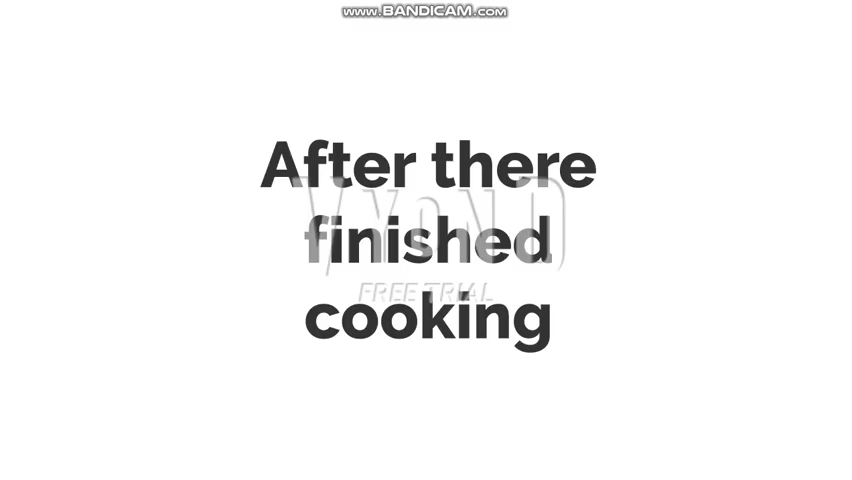 www.BANDICAM.com
After there
finished
cooking
VYOND
FREE TRIAL